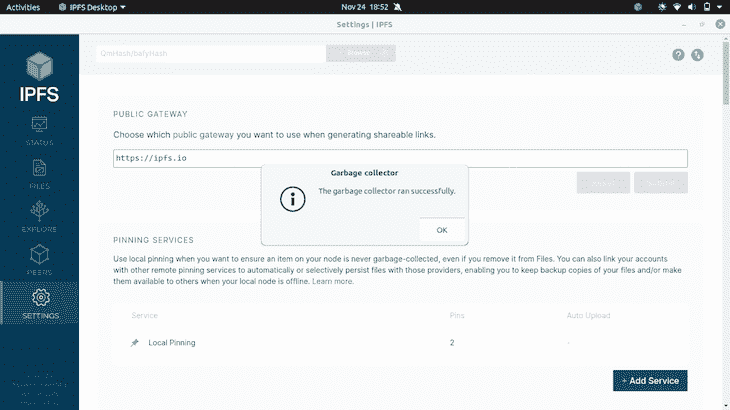 Activities IPFS Desktop Nov 24 18:52
Settings | IPFS
QmHash/bafyHash
IPFS
STATUS
FILES
EXPLORE
PEERS
SETTINGS
PUBLIC GATEWAY
Choose which public gateway you want to use when generating shareable links.
https://ipfs.io
Garbage collector
The garbage collector ran successfully.
OK
PINNING SERVICES
Use local pinning when you want to ensure an item on your node is never garbage-collected, even if you remove it from Files. You can also link your accounts
with other remote pinning services to automatically or selectively persist files with those providers, enabling you to keep backup copies of your files and/or make
them available to others when your local node is offline. Learn more.
Service Pins Auto Upload
Local Pinning 2 -
+ Add Service